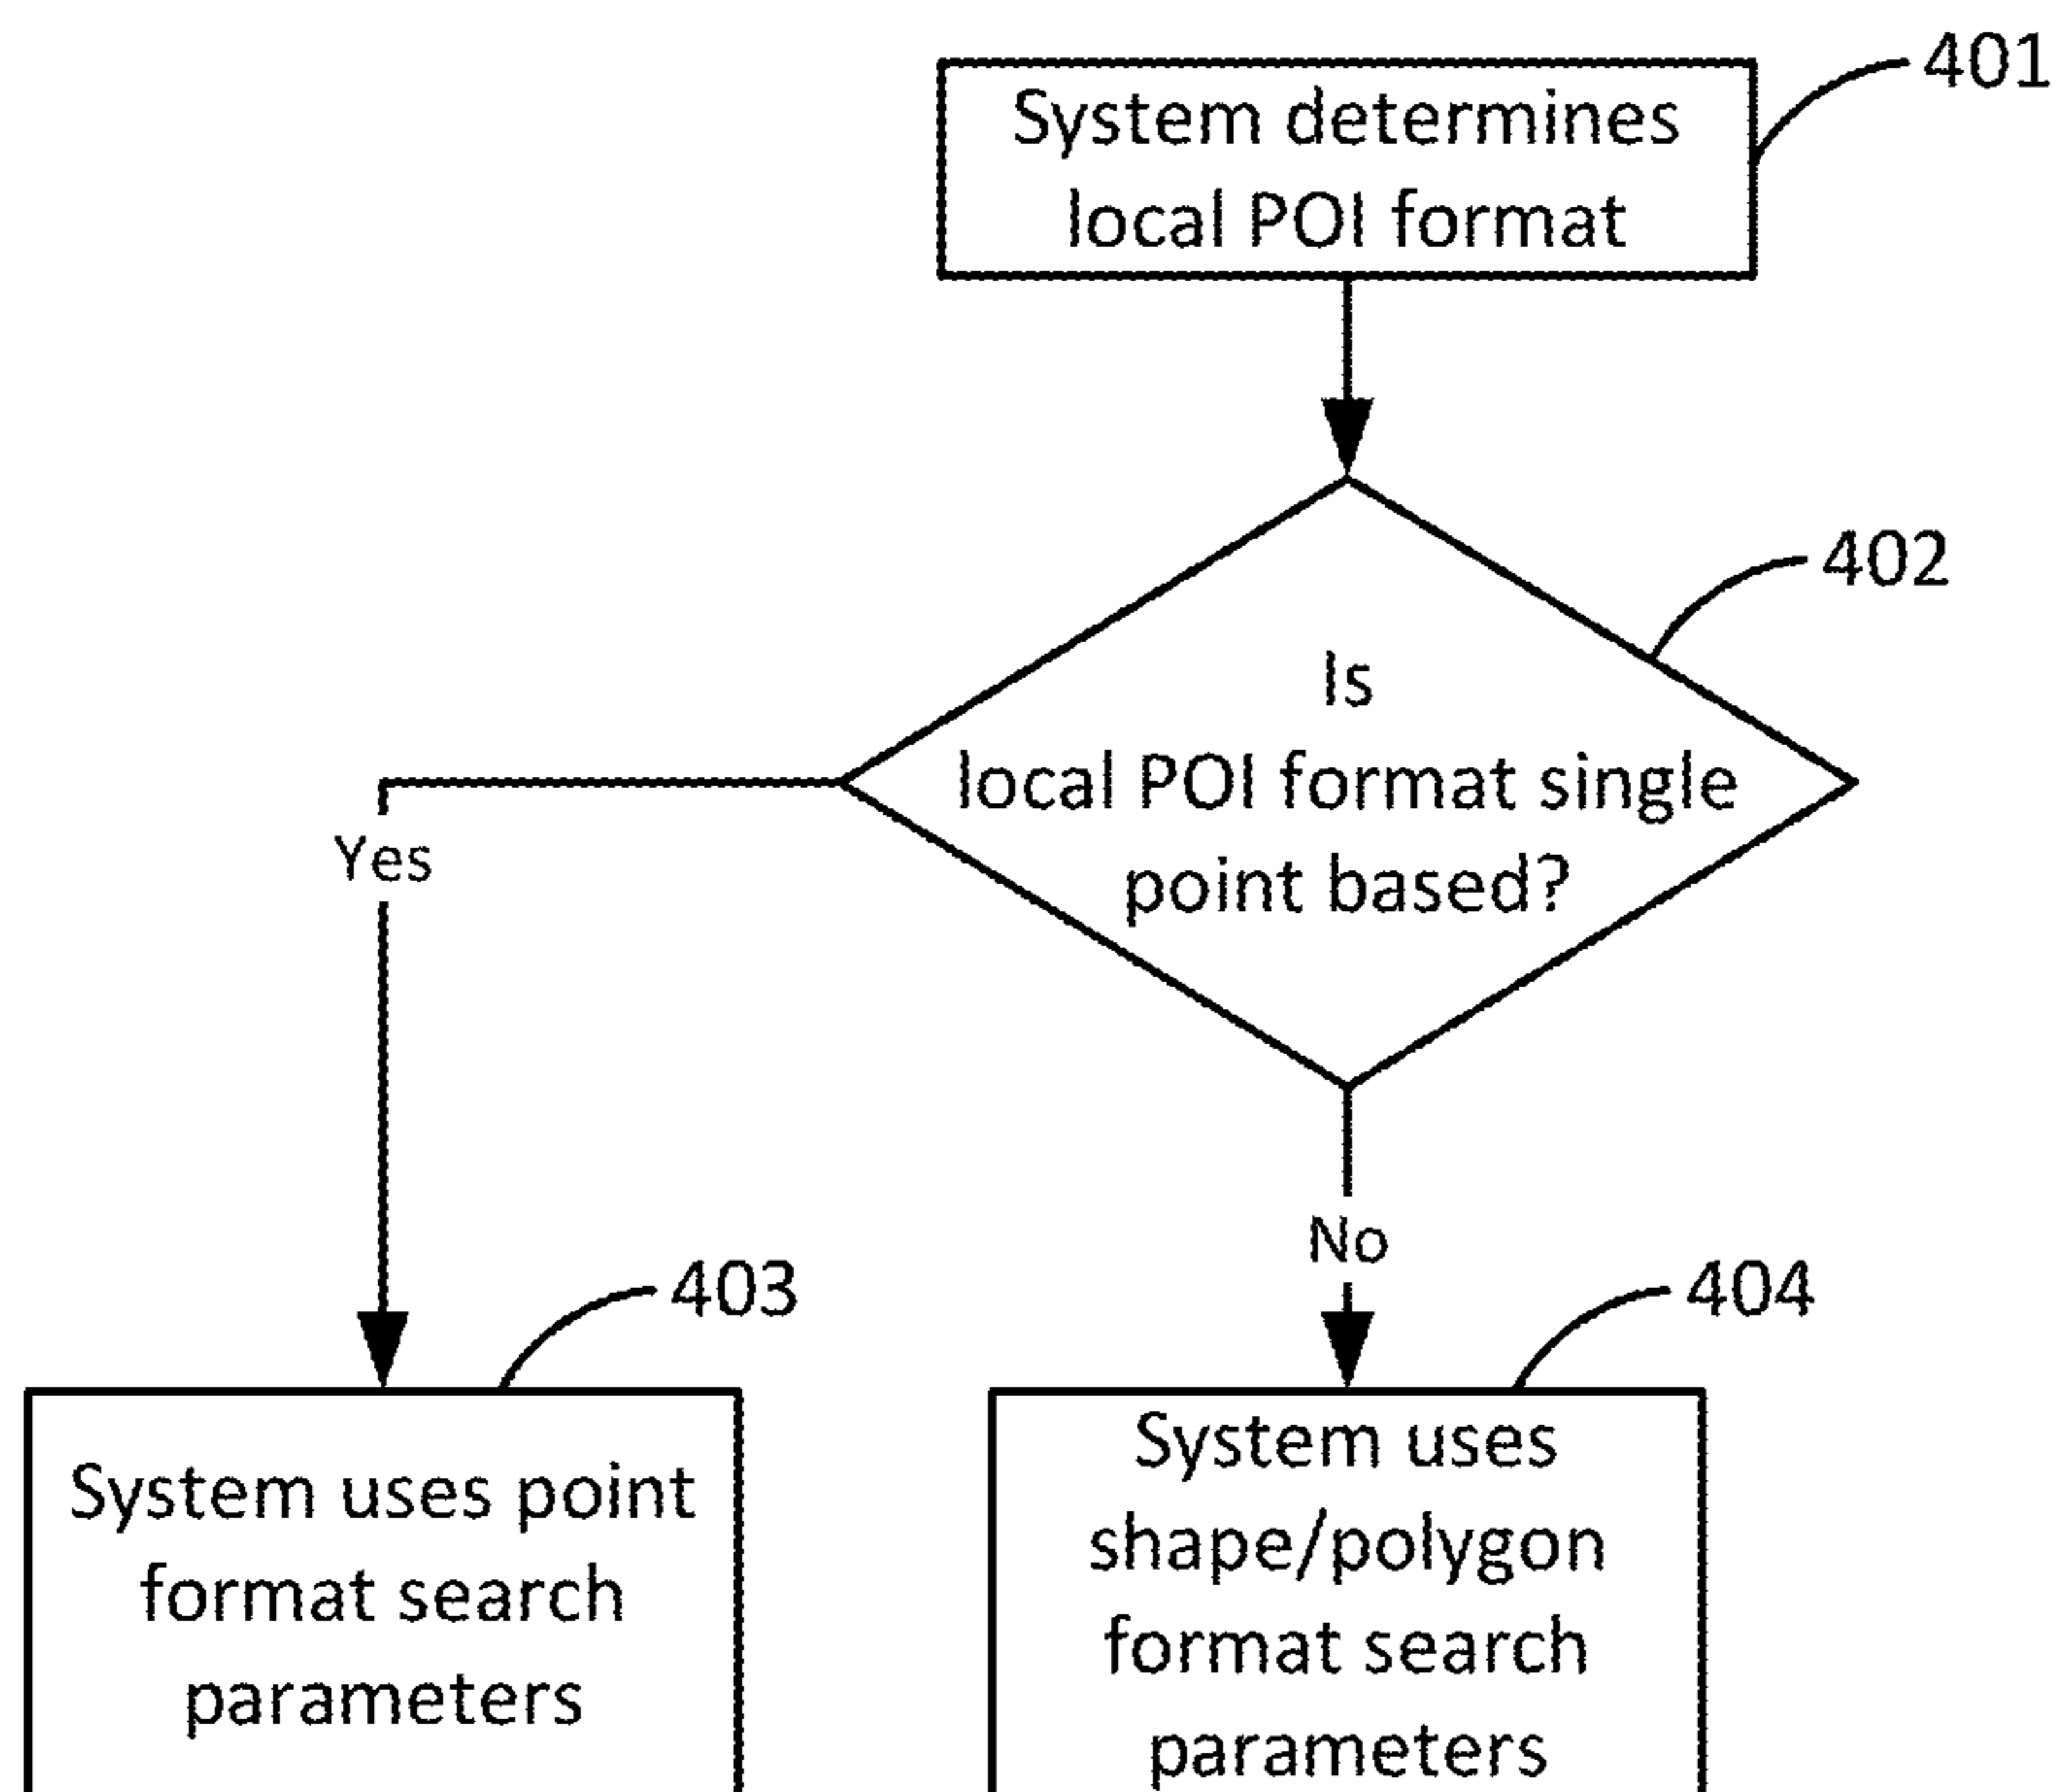 401
System determines
local POI format
402
Is
local POI format single
point based?
Yes
No
403
System uses point
format search
parameters
404
System uses
shape/polygon
format search
parameters